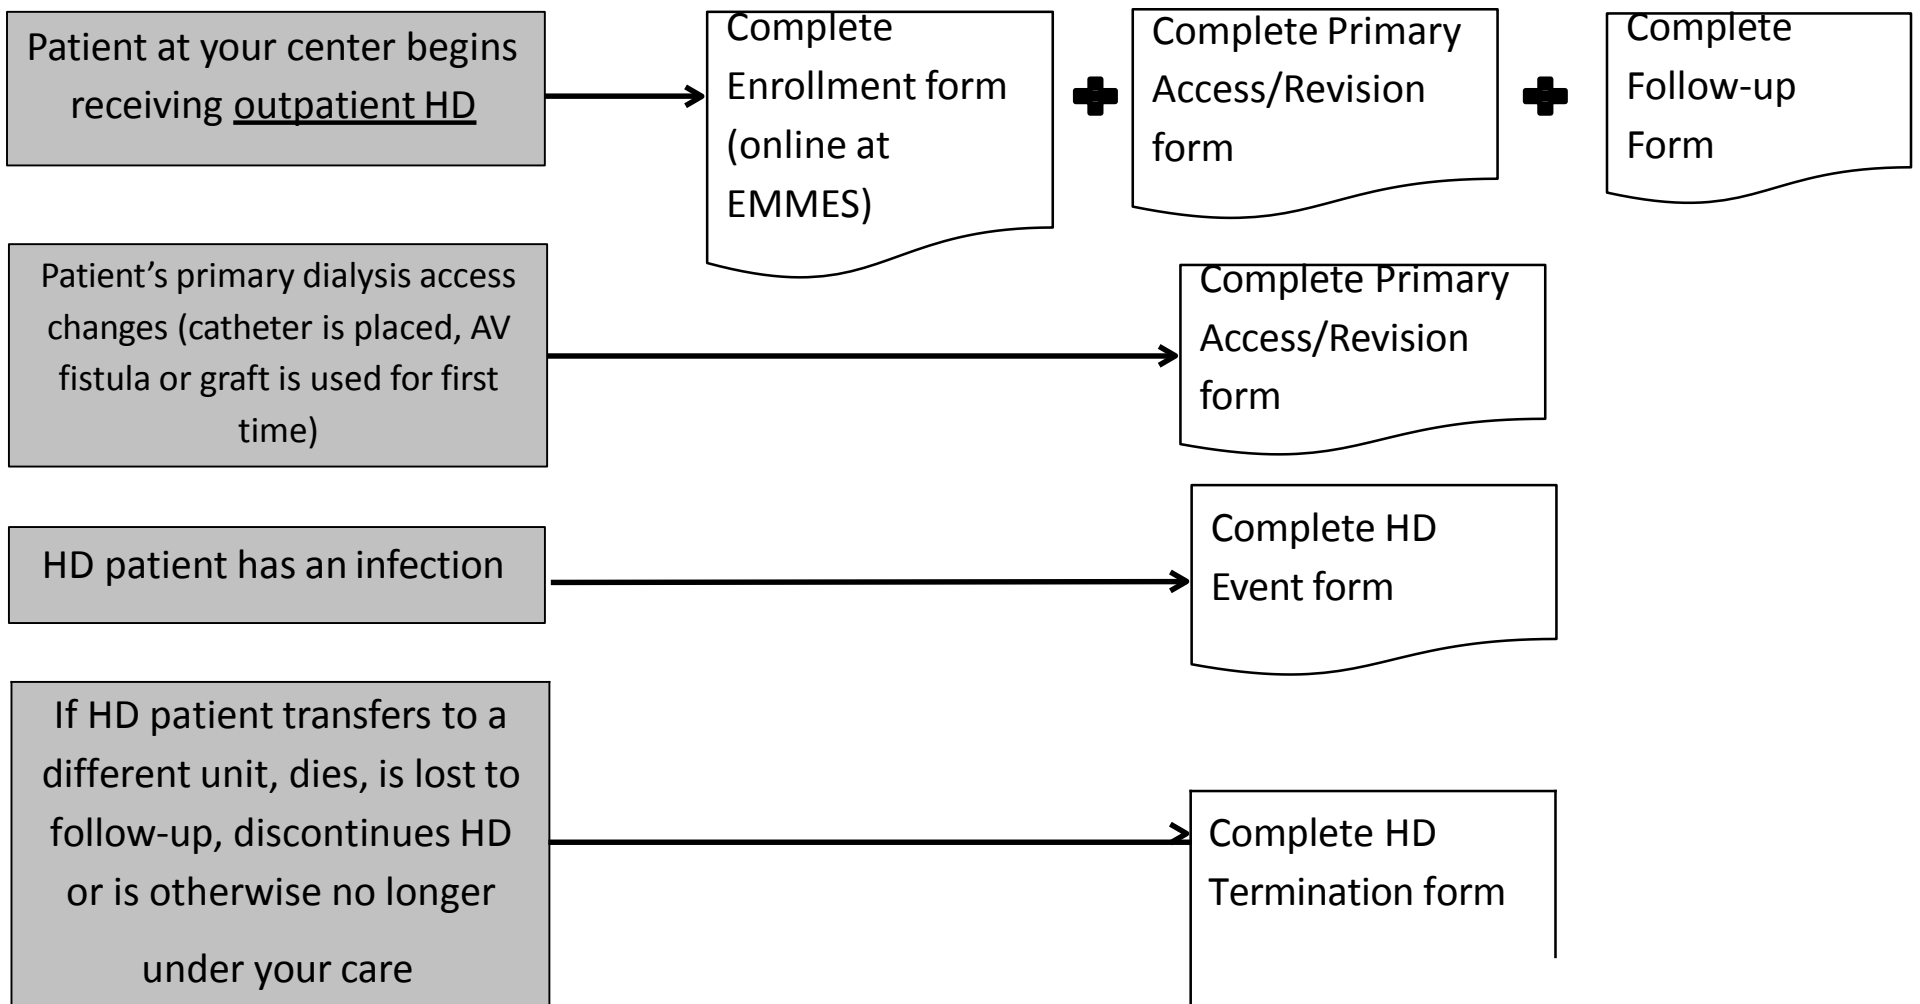 Patient at your center begins
receiving outpatient HD
Complete
Enrollment form
(online at
EMMES)
Complete Primary
Access/Revision
form
Complete
Follow-up
Form
Patient’s primary dialysis access
changes (catheter is placed, AV
fistula or graft is used for first
time)
Complete Primary
Access/Revision
form
HD patient has an infection
Complete HD
Event form
If HD patient transfers to a
different unit, dies, is lost to
follow-up, discontinues HD
or is otherwise no longer
under your care
Complete HD
Termination form